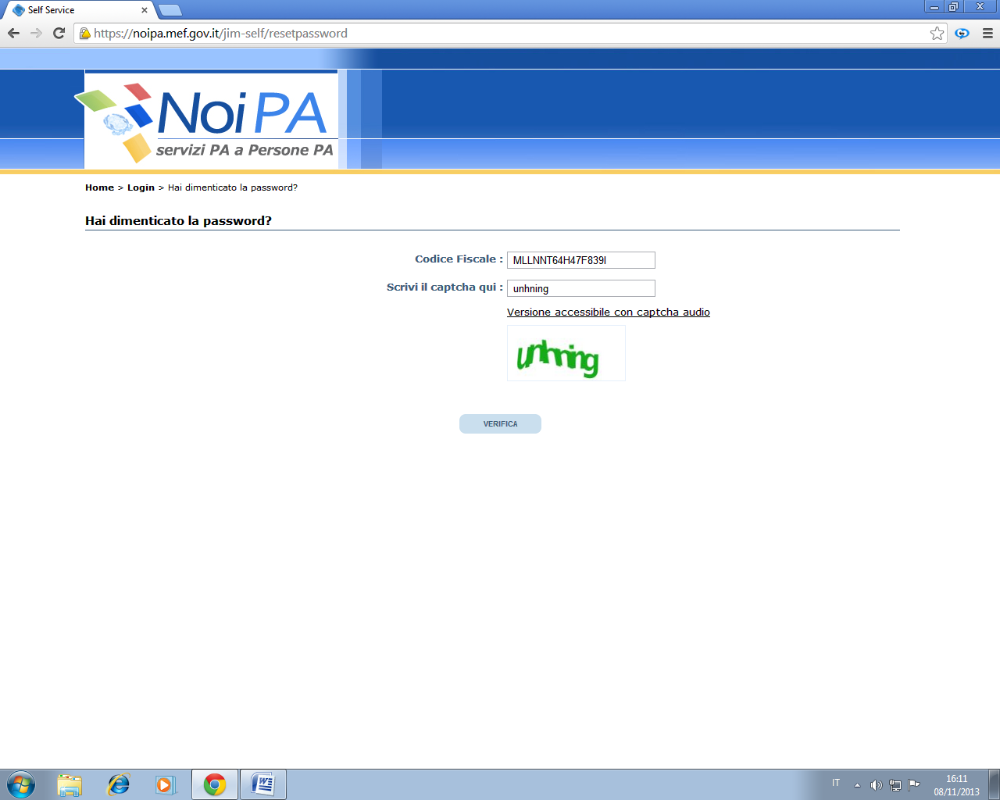 Self Service
https://noipa.mef.gov.it/jim-self/resetpassword
NoiPA
servizi PA a Persone PA
Home > Login > Hai dimenticato la password?
Hai dimenticato la password?
Codice Fiscale : MLLNNT64H47F839I
Scrivi il captcha qui : unhning
Versione accessibile con captcha audio
unhning
VERIFICA
IT
16:11
08/11/2013